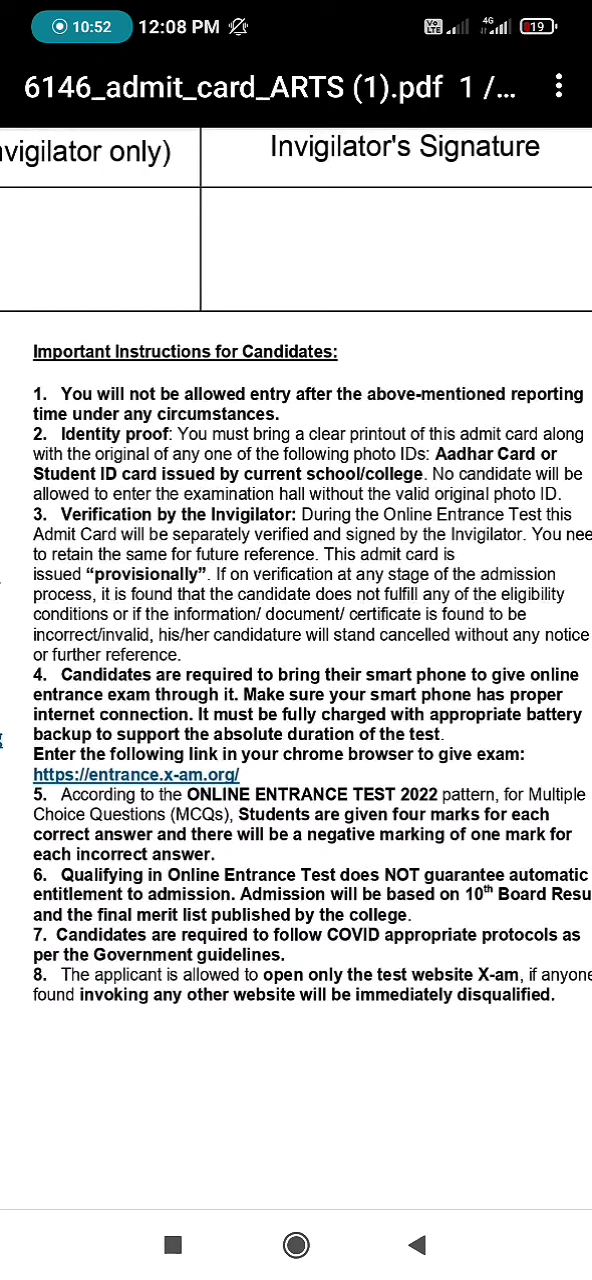 10:52 12:08 PM Vo LTE 4G 19
6146_admit_card_ARTS (1).pdf 1 /...
vigilator only) Invigilator's Signature
Important Instructions for Candidates:
1. You will not be allowed entry after the above-mentioned reporting
time under any circumstances.
2. Identity proof: You must bring a clear printout of this admit card along
with the original of any one of the following photo IDs: Aadhar Card or
Student ID card issued by current school/college. No candidate will be
allowed to enter the examination hall without the valid original photo ID.
3. Verification by the Invigilator: During the Online Entrance Test this
Admit Card will be separately verified and signed by the Invigilator. You nee
to retain the same for future reference. This admit card is
issued “provisionally”. If on verification at any stage of the admission
process, it is found that the candidate does not fulfill any of the eligibility
conditions or if the information/ document/ certificate is found to be
incorrect/invalid, his/her candidature will stand cancelled without any notice
or further reference.
4. Candidates are required to bring their smart phone to give online
entrance exam through it. Make sure your smart phone has proper
internet connection. It must be fully charged with appropriate battery
backup to support the absolute duration of the test.
Enter the following link in your chrome browser to give exam:
https://entrance.x-am.org/
5. According to the ONLINE ENTRANCE TEST 2022 pattern, for Multiple
Choice Questions (MCQs), Students are given four marks for each
correct answer and there will be a negative marking of one mark for
each incorrect answer.
6. Qualifying in Online Entrance Test does NOT guarantee automatic
entitlement to admission. Admission will be based on 10th Board Resu
and the final merit list published by the college.
7. Candidates are required to follow COVID appropriate protocols as
per the Government guidelines.
8. The applicant is allowed to open only the test website X-am, if anyone
found invoking any other website will be immediately disqualified.